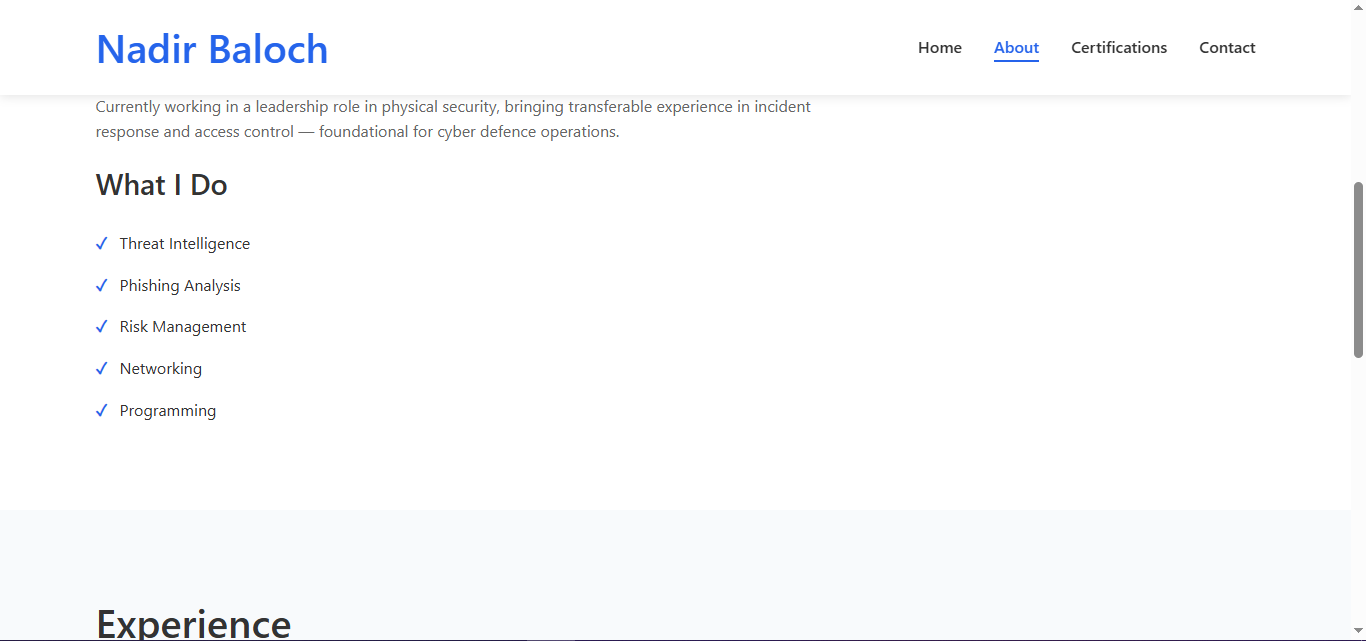 Nadir Baloch
Home About Certifications Contact
Currently working in a leadership role in physical security, bringing transferable experience in incident
response and access control — foundational for cyber defence operations.
What I Do
✓ Threat Intelligence
✓ Phishing Analysis
✓ Risk Management
✓ Networking
✓ Programming
Experience